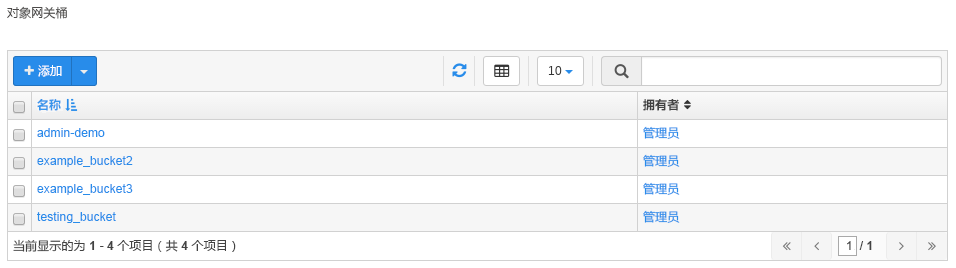 对象网关桶
添加 10
名称 拥有者
admin-demo 管理员
example_bucket2 管理员
example_bucket3 管理员
testing_bucket 管理员
当前显示的为 1 - 4 个项目（共 4 个项目） 1 / 1